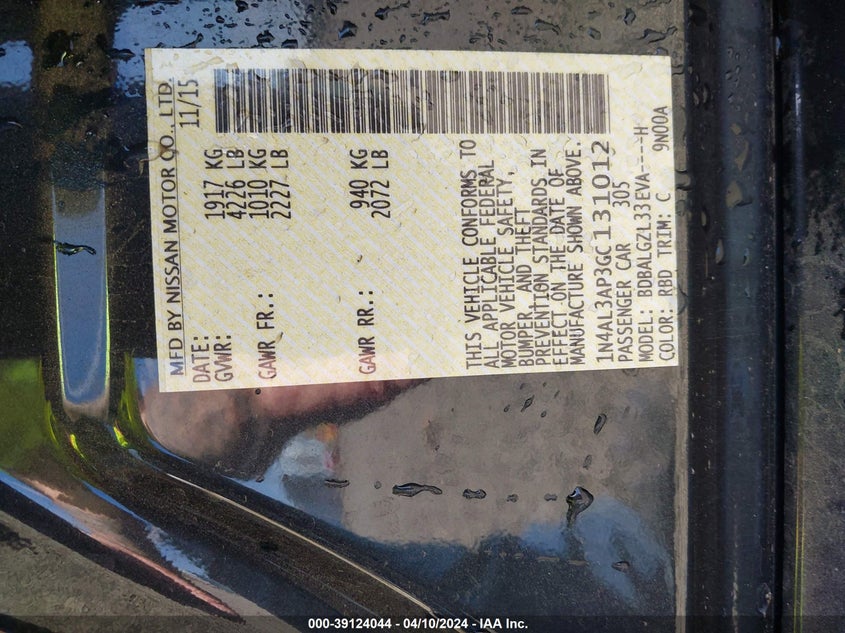 MFD BY NISSAN MOTOR CO., LTD.
DATE: 11/15
GVWR: 1917 KG
4226 LB
GAWR FR.: 1010 KG
2227 LB
GAWR RR.: 940 KG
2072 LB
THIS VEHICLE CONFORMS TO
ALL APPLICABLE FEDERAL
MOTOR VEHICLE SAFETY,
BUMPER, AND THEFT
PREVENTION STANDARDS IN
EFFECT ON THE DATE OF
MANUFACTURE SHOWN ABOVE.
1N4AL3AP3GC131012
PASSENGER CAR 305
MODEL: BDBALGZL33EVA----H
COLOR: RBD TRIM: C 9N00A
000-39124044 - 04/10/2024 - IAA Inc.